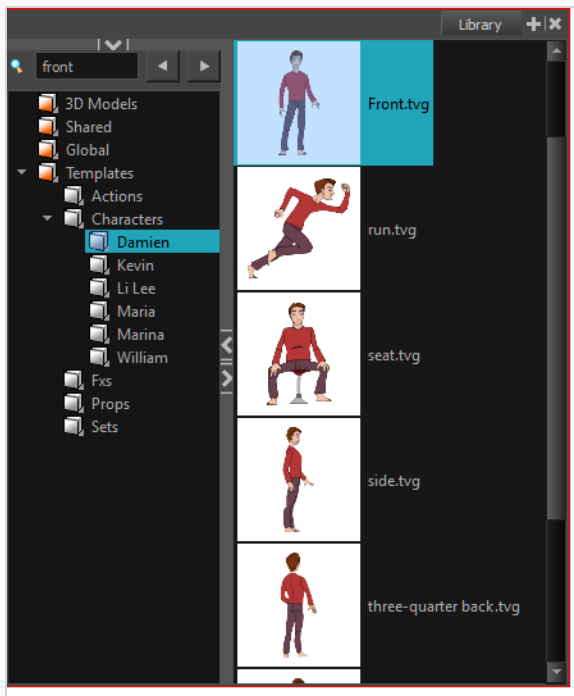 Library
front
3D Models
Shared
Global
Templates
Actions
Characters
Damien
Kevin
Li Lee
Maria
Marina
William
Fxs
Props
Sets
Front.tvg
run.tvg
seat.tvg
side.tvg
three-quarter back.tvg